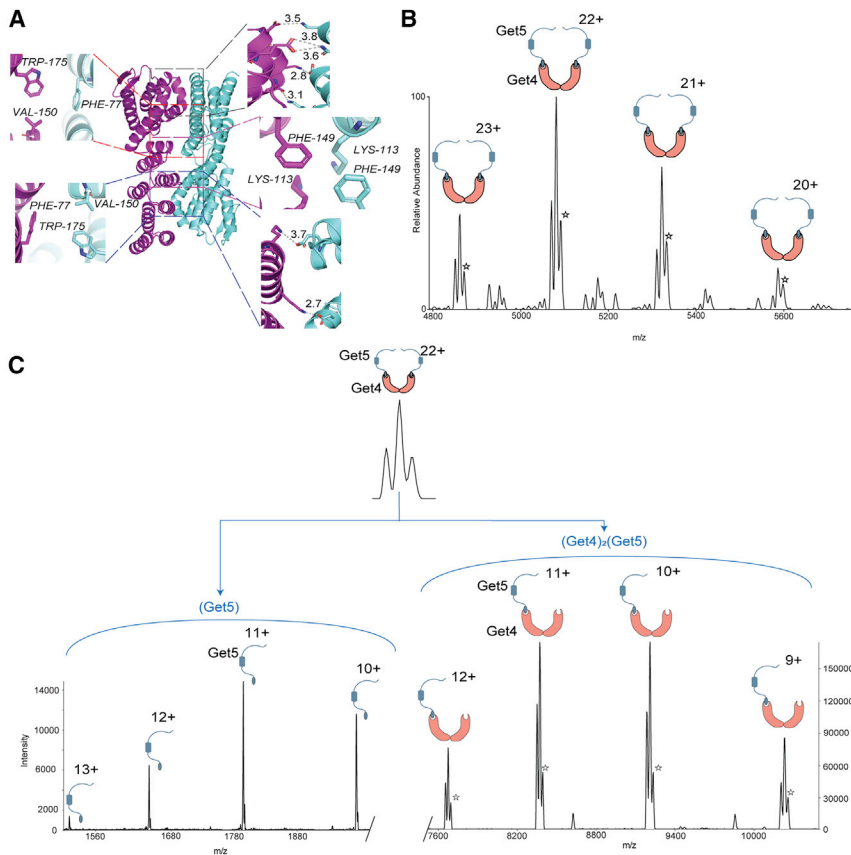 A
TRP-175
VAL-150
PHE-77
3.5
3.8
3.6
2.8
3.1
PHE-149
LYS-113
LYS-113
PHE-149
PHE-77
VAL-150
TRP-175
3.7
2.7
B
Get5
22+
Get4
23+
21+
20+
100
Relative Abundance
0
4800 5000 5200 5400 5600
m/z
C
Get5
22+
Get4
(Get5)
(Get4)₂(Get5)
13+
12+
Get5
11+
10+
14000
10000
6000
2000
0
Intensity
1560 1680 1780 1880
m/z
12+
Get5
11+
Get4
10+
9+
150000
120000
90000
60000
30000
0
7600 8200 8800 9400 10000
m/z